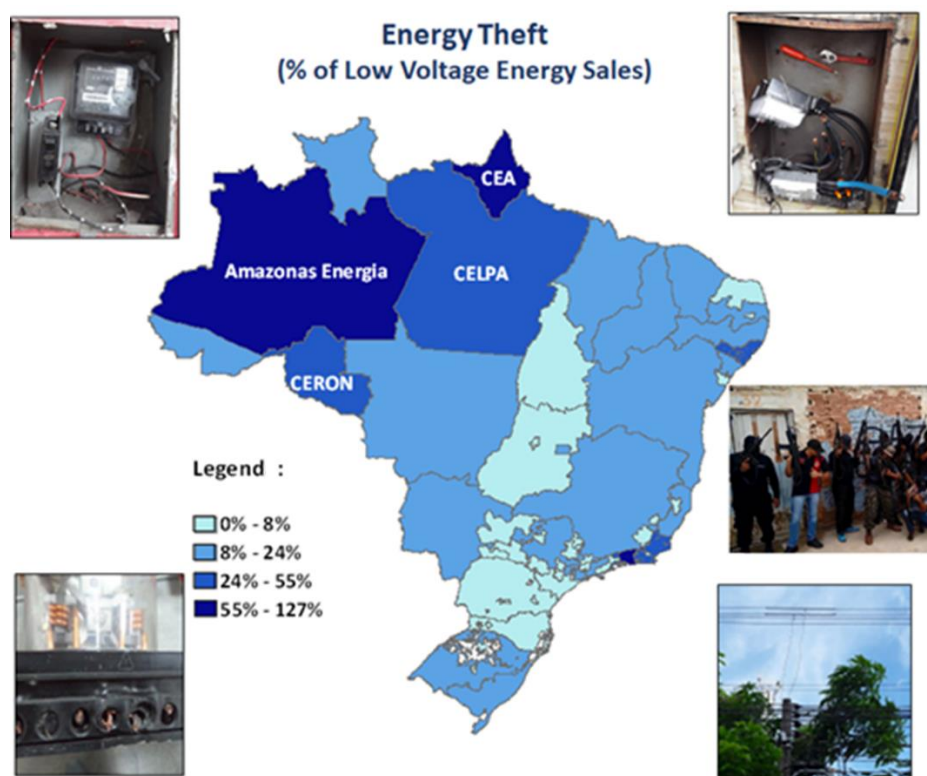 Energy Theft
(% of Low Voltage Energy Sales)
CEA
Amazonas Energia
CELPA
CERON
Legend :
0% - 8%
8% - 24%
24% - 55%
55% - 127%